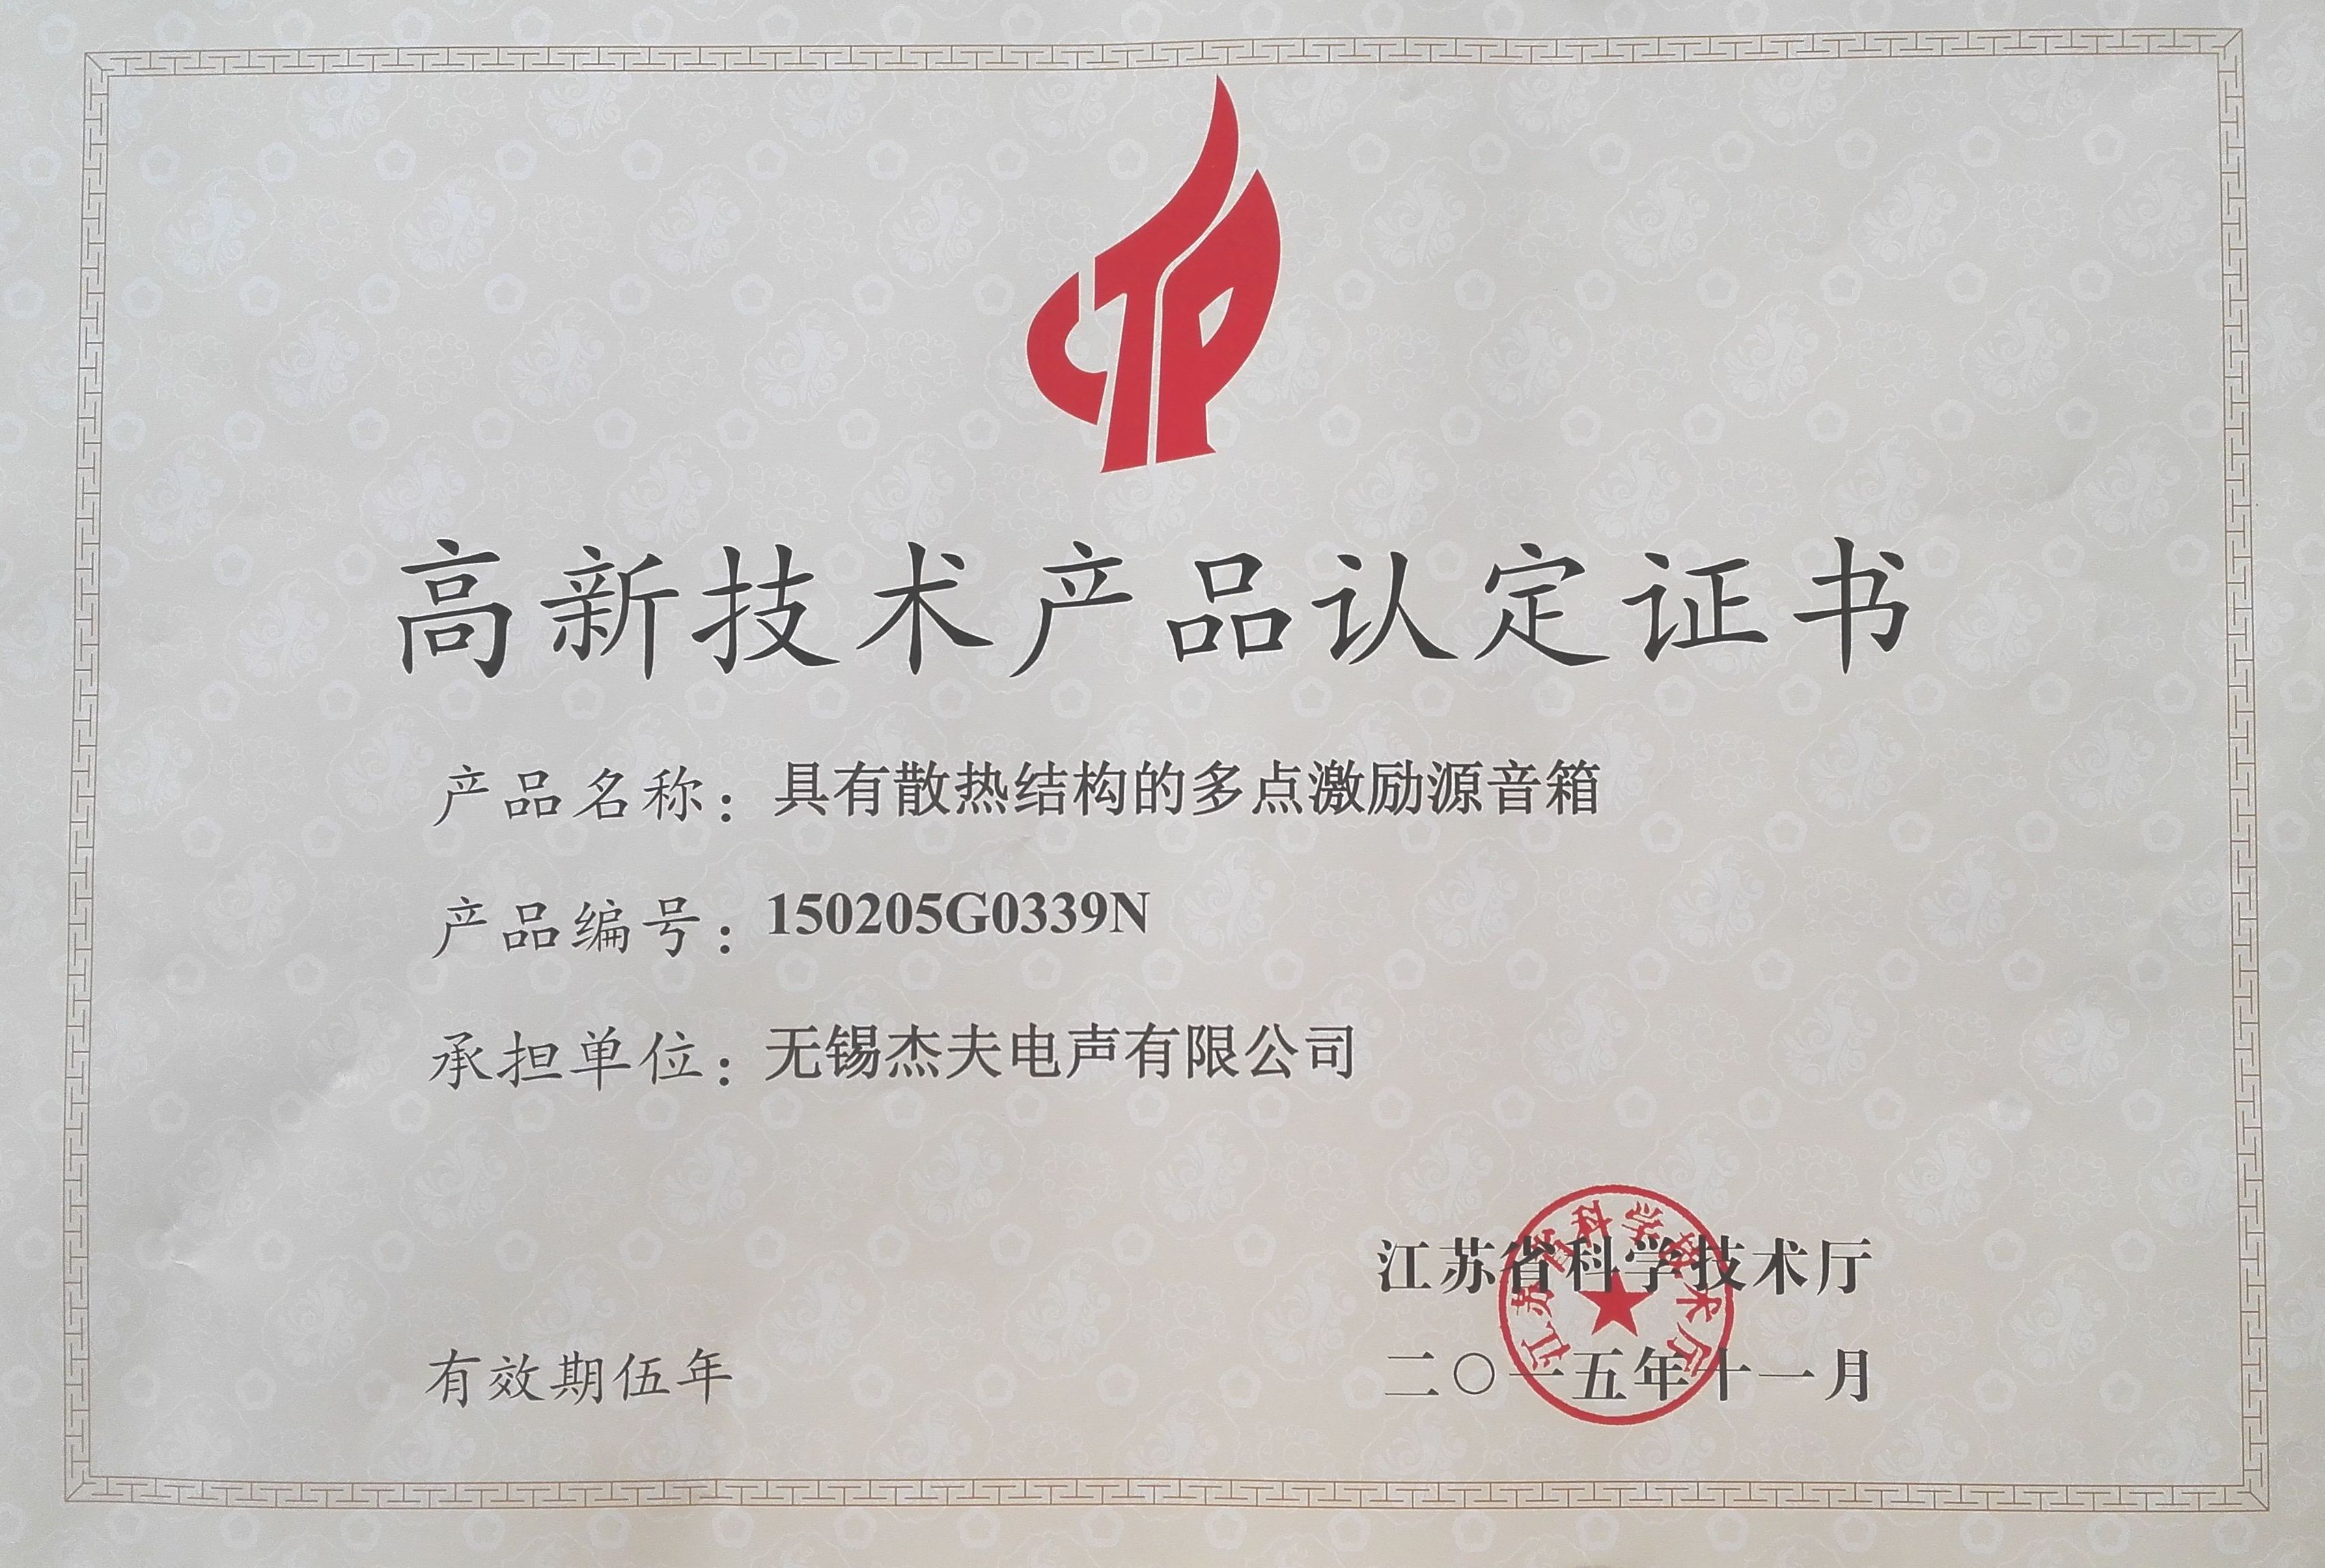 CTP
高新技术产品认定证书
产品名称：具有散热结构的多点激励源音箱
产品编号：150205G0339N
承担单位：无锡杰夫电声有限公司
江苏省科学技术厅
江苏省科学技术厅
有效期伍年
二〇一五年十一月